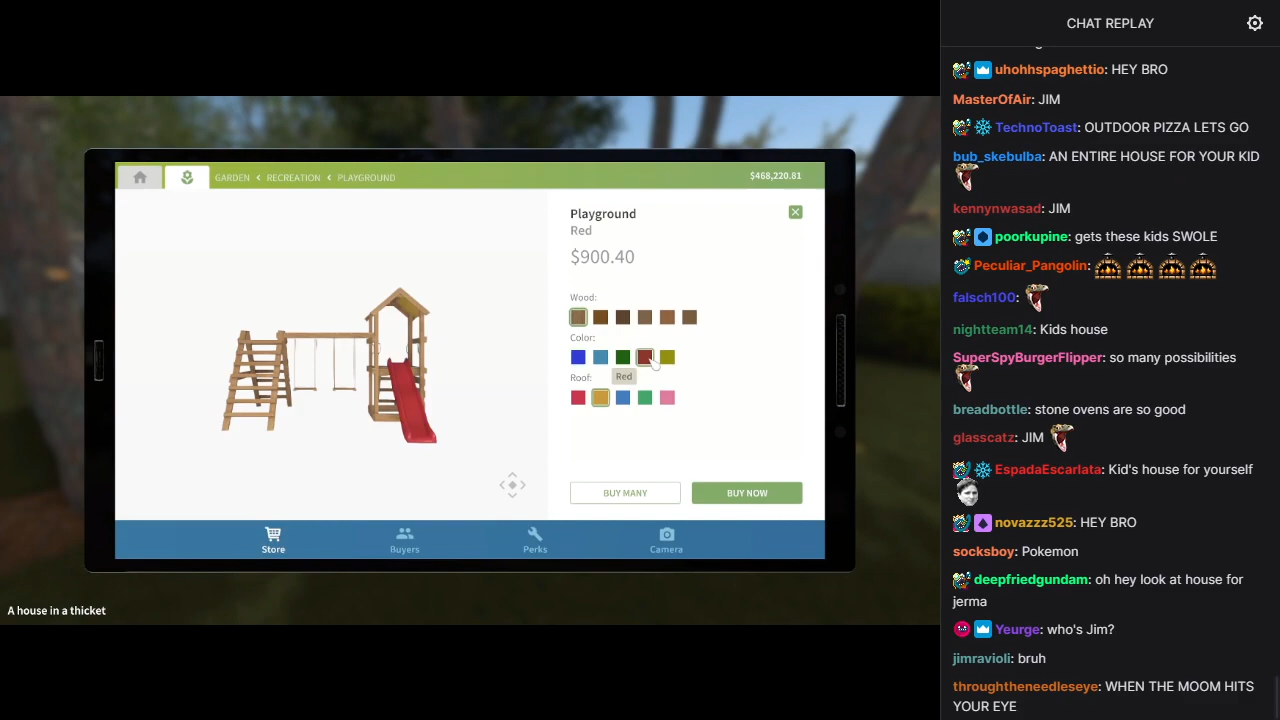 GARDEN < RECREATION < PLAYGROUND
$468,220.81
Playground
Red
$900.40
Wood:
Color:
Red
Roof:
BUY MANY
BUY NOW
Store
Buyers
Perks
Camera
A house in a thicket
CHAT REPLAY
uhohhspaghettio: HEY BRO
MasterOfAir: JIM
TechnoToast: OUTDOOR PIZZA LETS GO
bub_skebulba: AN ENTIRE HOUSE FOR YOUR KID
kennynwasad: JIM
poorkupine: gets these kids SWOLE
Peculiar_Pangolin:
falsch100:
nightteam14: Kids house
SuperSpyBurgerFlipper: so many possibilities
breadbottle: stone ovens are so good
glasscatz: JIM
EspadaEscarlata: Kid's house for yourself
novazzz525: HEY BRO
socksboy: Pokemon
deepfriedgundam: oh hey look at house for
jerma
Yeurge: who's Jim?
jimravioli: bruh
throughtheneedleseye: WHEN THE MOOM HITS
YOUR EYE